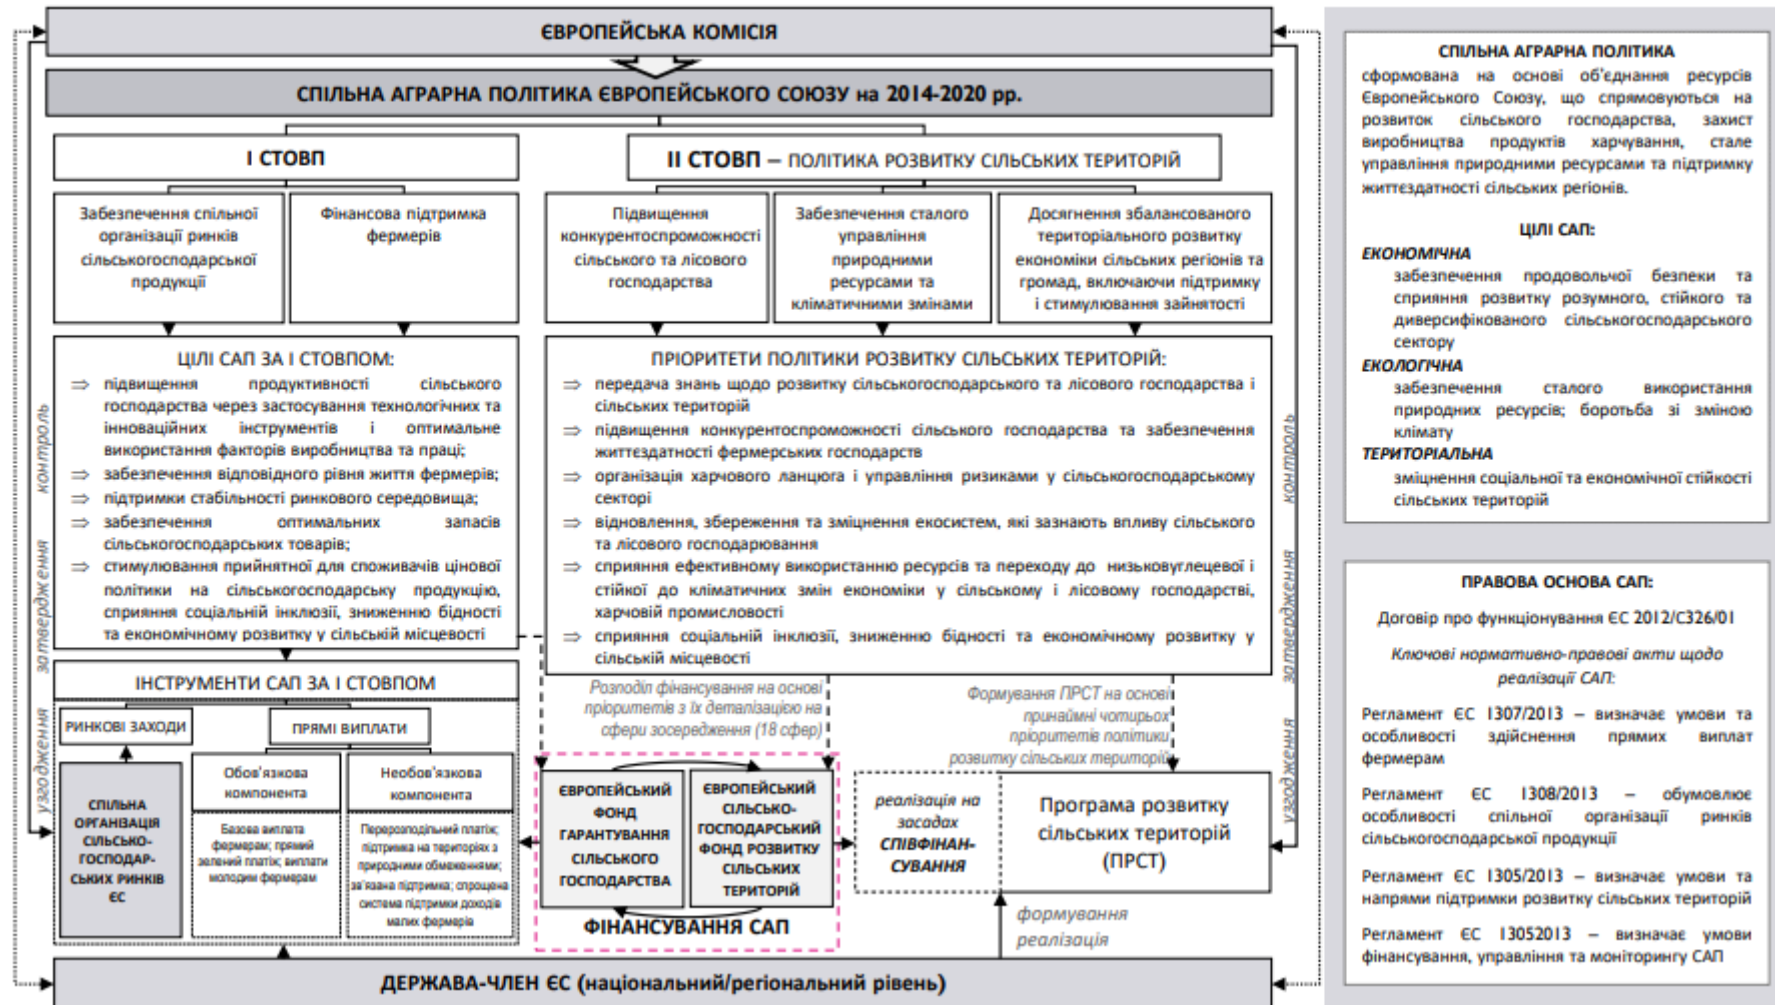 ЄВРОПЕЙСЬКА КОМІСІЯ
СПІЛЬНА АГРАРНА ПОЛІТИКА ЄВРОПЕЙСЬКОГО СОЮЗУ на 2014-2020 рр.
І СТОВП
ІІ СТОВП – ПОЛІТИКА РОЗВИТКУ СІЛЬСЬКИХ ТЕРИТОРІЙ
Забезпечення спільної
організації ринків
сільськогосподарської
продукції
Фінансова підтримка
фермерів
Підвищення
конкурентоспроможності
сільського та лісового
господарства
Забезпечення сталого
управління
природними
ресурсами та
кліматичними змінами
Досягнення збалансованого
територіального розвитку
економіки сільських регіонів та
громад, включаючи підтримку
і стимулювання зайнятості
ЦІЛІ САП ЗА І СТОВПОМ:
⇒ підвищення продуктивності сільського
господарства через застосування технологічних та
інноваційних інструментів і оптимальне
використання факторів виробництва та праці;
⇒ забезпечення відповідного рівня життя фермерів;
⇒ підтримки стабільності ринкового середовища;
⇒ забезпечення оптимальних запасів
сільськогосподарських товарів;
⇒ стимулювання прийнятної для споживачів цінової
політики на сільськогосподарську продукцію,
сприяння соціальній інклюзії, зниженню бідності
та економічному розвитку у сільській місцевості
ПРІОРИТЕТИ ПОЛІТИКИ РОЗВИТКУ СІЛЬСЬКИХ ТЕРИТОРІЙ:
⇒ передача знань щодо розвитку сільськогосподарського та лісового господарства і
сільських територій
⇒ підвищення конкурентоспроможності сільського господарства та забезпечення
життєздатності фермерських господарств
⇒ організація харчового ланцюга і управління ризиками у сільськогосподарському
секторі
⇒ відновлення, збереження та зміцнення екосистем, які зазнають впливу сільського
та лісового господарювання
⇒ сприяння ефективному використанню ресурсів та переходу до низьковуглецевої і
стійкої до кліматичних змін економіки у сільському і лісовому господарстві,
харчовій промисловості
⇒ сприяння соціальній інклюзії, зниженню бідності та економічному розвитку у
сільській місцевості
узгодження затвердження контроль
узгодження затвердження контроль
ІНСТРУМЕНТИ САП ЗА І СТОВПОМ
РИНКОВІ ЗАХОДИ
ПРЯМІ ВИПЛАТИ
СПІЛЬНА
ОРГАНІЗАЦІЯ
СІЛЬСЬКО-
ГОСПОДАР-
СЬКИХ РИНКІВ
ЄС
Обов'язкова
компонента
Базова виплата
фермерам; прямий
зелений платіж; виплати
молодим фермерам
Необов'язкова
компонента
Перерозподільний платіж;
підтримка на територіях з
природними обмеженнями;
зв'язана підтримка; спрощена
система підтримки доходів
малих фермерів
Розподіл фінансування на основі
пріоритетів з їх деталізацією на
сфери зосередження (18 сфер)
Формування ПРСТ на основі
принаймні чотирьох
пріоритетів політики
розвитку сільських територій
ЄВРОПЕЙСЬКИЙ
ФОНД
ГАРАНТУВАННЯ
СІЛЬСЬКОГО
ГОСПОДАРСТВА
ЄВРОПЕЙСЬКИЙ
СІЛЬСЬКО-
ГОСПОДАРСЬКИЙ
ФОНД РОЗВИТКУ
СІЛЬСЬКИХ
ТЕРИТОРІЙ
ФІНАНСУВАННЯ САП
реалізація на
засадах
СПІВФІНАН-
СУВАННЯ
Програма розвитку
сільських територій
(ПРСТ)
формування
реалізація
ДЕРЖАВА-ЧЛЕН ЄС (національний/регіональний рівень)
СПІЛЬНА АГРАРНА ПОЛІТИКА
сформована на основі об'єднання ресурсів
Європейського Союзу, що спрямовуються на
розвиток сільського господарства, захист
виробництва продуктів харчування, стале
управління природними ресурсами та підтримку
життєздатності сільських регіонів.
ЦІЛІ САП:
ЕКОНОМІЧНА
забезпечення продовольчої безпеки та
сприяння розвитку розумного, стійкого та
диверсифікованого сільськогосподарського
сектору
ЕКОЛОГІЧНА
забезпечення сталого використання
природних ресурсів; боротьба зі зміною
клімату
ТЕРИТОРІАЛЬНА
зміцнення соціальної та економічної стійкості
сільських територій
ПРАВОВА ОСНОВА САП:
Договір про функціонування ЄС 2012/С326/01
Ключові нормативно-правові акти щодо
реалізації САП:
Регламент ЄС 1307/2013 – визначає умови та
особливості здійснення прямих виплат
фермерам
Регламент ЄС 1308/2013 – обумовлює
особливості спільної організації ринків
сільськогосподарської продукції
Регламент ЄС 1305/2013 – визначає умови та
напрями підтримки розвитку сільських територій
Регламент ЄС 13052013 – визначає умови
фінансування, управління та моніторингу САП